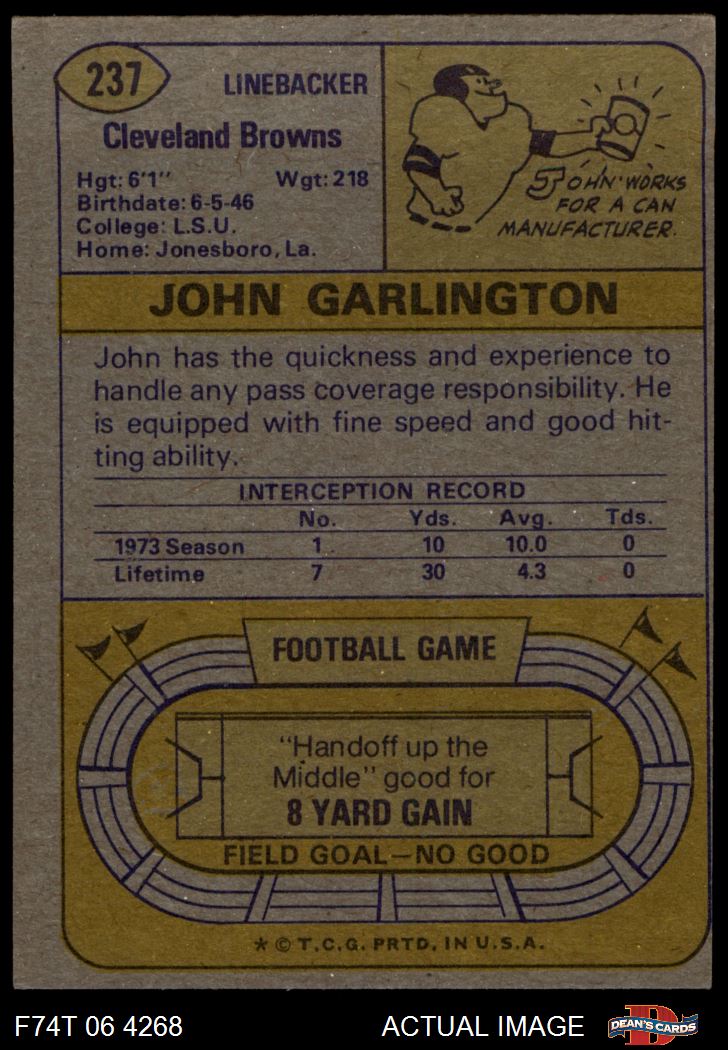 237
LINEBACKER
Cleveland Browns
Hgt: 6'1" Wgt: 218
Birthdate: 6-5-46
College: L.S.U.
Home: Jonesboro, La.
JOHN WORKS
FOR A CAN
MANUFACTURER.
JOHN GARLINGTON
John has the quickness and experience to
handle any pass coverage responsibility. He
is equipped with fine speed and good hit-
ting ability.
INTERCEPTION RECORD
No. Yds. Avg. Tds.
1973 Season 1 10 10.0 0
Lifetime 7 30 4.3 0
FOOTBALL GAME
"Handoff up the
Middle" good for
8 YARD GAIN
FIELD GOAL—NO GOOD
* © T.C.G. PRTD. IN U.S.A.
F74T 06 4268 ACTUAL IMAGE D DEAN'S CARDS